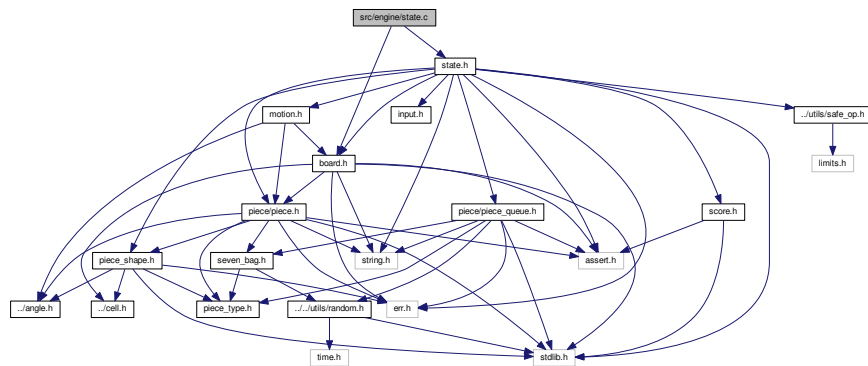 src/engine/state.c
state.h
motion.h
input.h
../utils/safe_op.h
board.h
limits.h
piece/piece.h
piece/piece_queue.h
score.h
piece_shape.h
seven_bag.h
string.h
assert.h
../angle.h
../cell.h
piece_type.h
../../utils/random.h
err.h
time.h
stdlib.h